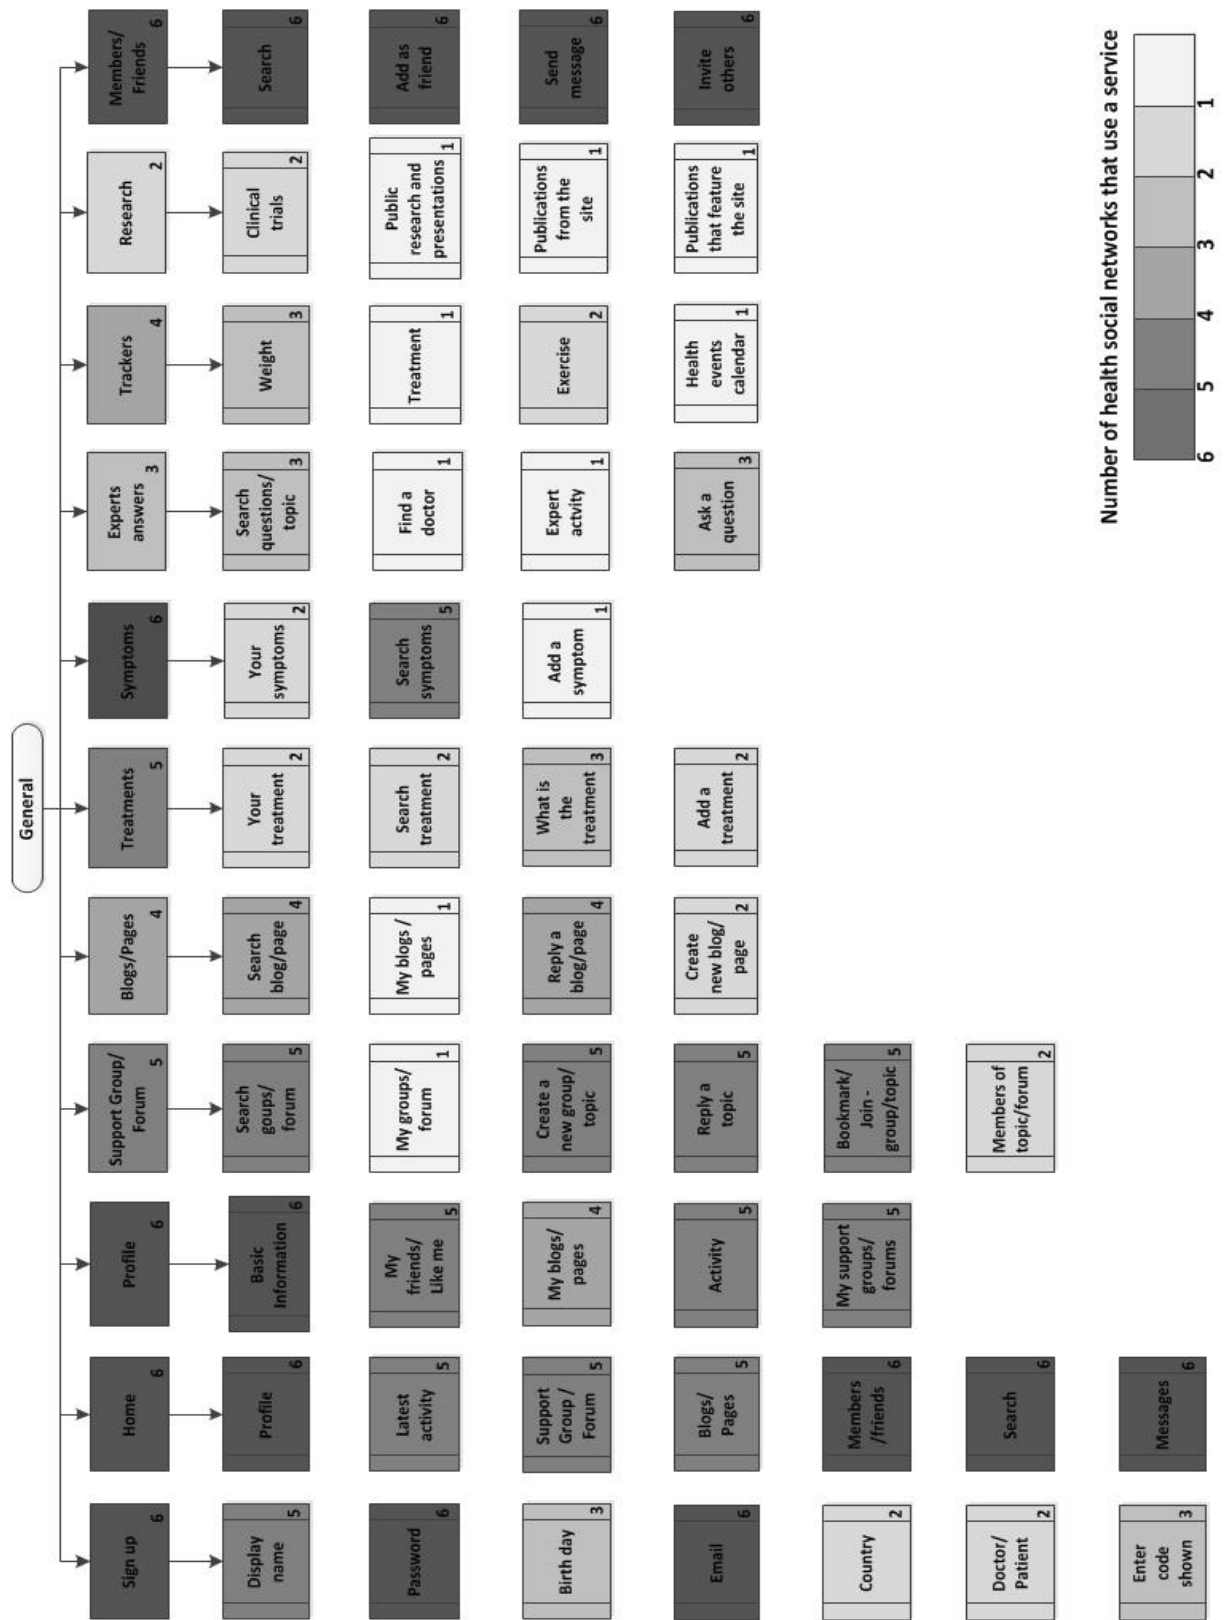 General
Sign up
6
Display
name
5
Password
6
Birth day
3
Email
6
Country
2
Doctor/
Patient
2
Enter
code
shown
3
Home
6
Profile
6
Latest
activity
5
Support
Group /
Forum
5
Blogs/
Pages
5
Members
/friends
6
Search
6
Messages
6
Profile
6
Basic
Information
6
My
friends/
Like me
5
My blogs/
pages
4
Activity
5
My support
groups/
forums
5
Support Group/
Forum
5
Search
goups/
forum
5
My groups/
forum
1
Create a
new group/
topic
5
Reply a
topic
5
Bookmark/
Join -
group/topic
5
Members of
topic/forum
2
Blogs/Pages
4
Search
blog/page
4
My blogs /
pages
1
Reply a
blog/page
4
Create
new blog/
page
2
Treatments
5
Your
treatment
2
Search
treatment
2
What is
the
treatment
3
Add a
treatment
2
Symptoms
6
Your
symptoms
2
Search
symptoms
5
Add a
symptom
1
Experts
answers
3
Search
questions/
topic
3
Find a
doctor
1
Expert
actvity
1
Ask a
question
3
Trackers
4
Weight
3
Treatment
1
Exercise
2
Health
events
calendar
1
Research
2
Clinical
trials
2
Public
research and
presentations
1
Publications
from the
site
1
Publications
that feature
the site
1
Members/
Friends
6
Search
6
Add as
friend
6
Send
message
6
Invite
others
6
Number of health social networks that use a service
6 5 4 3 2 1